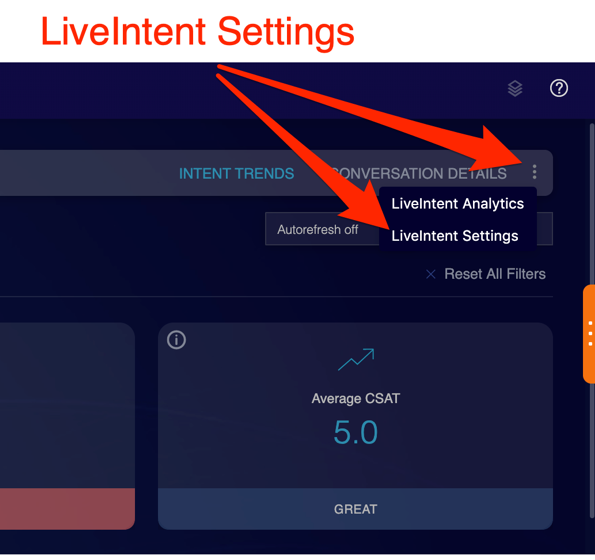 LiveIntent Settings
INTENT TRENDS CONVERSATION DETAILS
LiveIntent Analytics
Autorefresh off
LiveIntent Settings
Reset All Filters
Average CSAT
5.0
GREAT